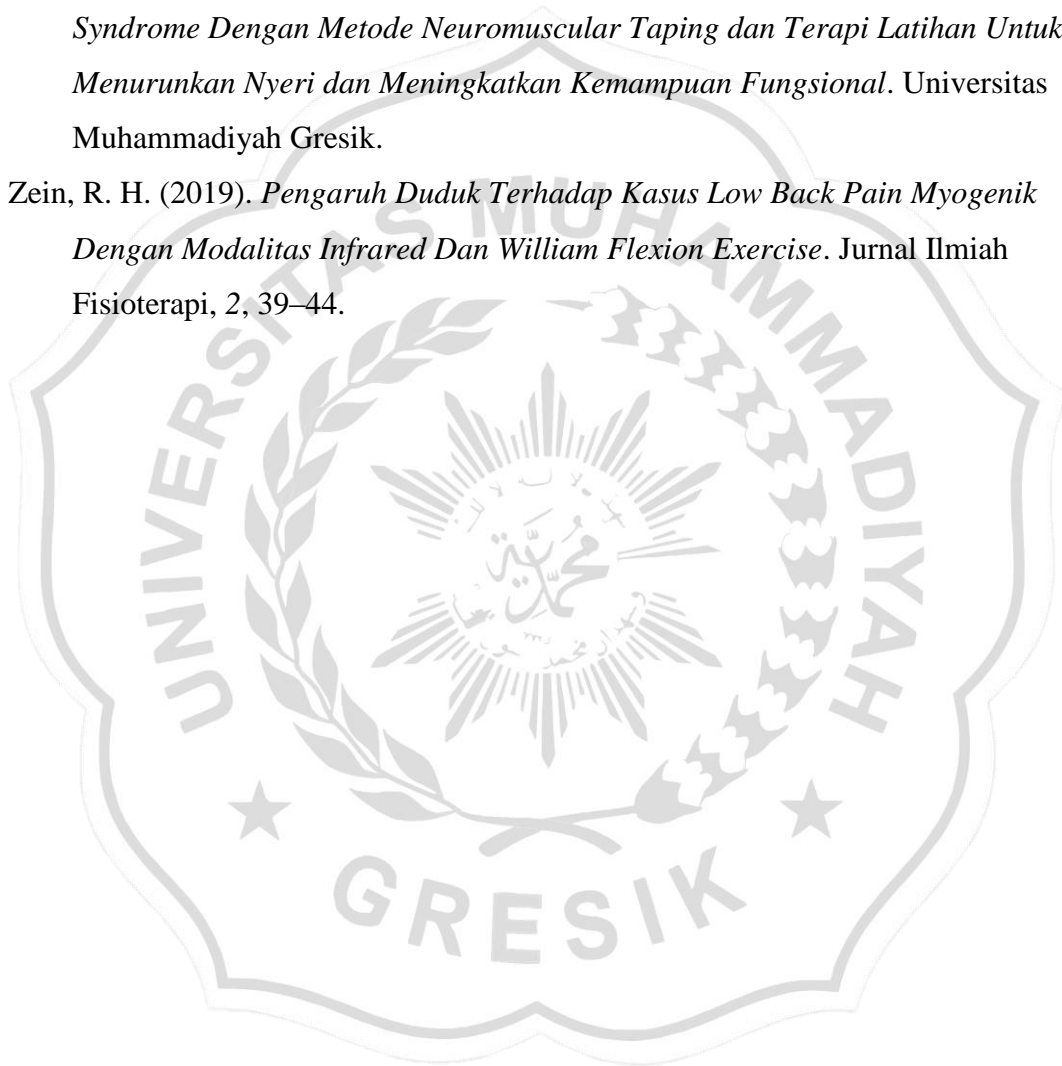 Syndrome Dengan Metode Neuromuscular Taping dan Terapi Latihan Untuk
Menurunkan Nyeri dan Meningkatkan Kemampuan Fungsional. Universitas
Muhammadiyah Gresik.
Zein, R. H. (2019). Pengaruh Duduk Terhadap Kasus Low Back Pain Myogenik
Dengan Modalitas Infrared Dan William Flexion Exercise. Jurnal Ilmiah
Fisioterapi, 2, 39–44.
UNIVERSITAS MUHAMMADIYAH
GRESIK